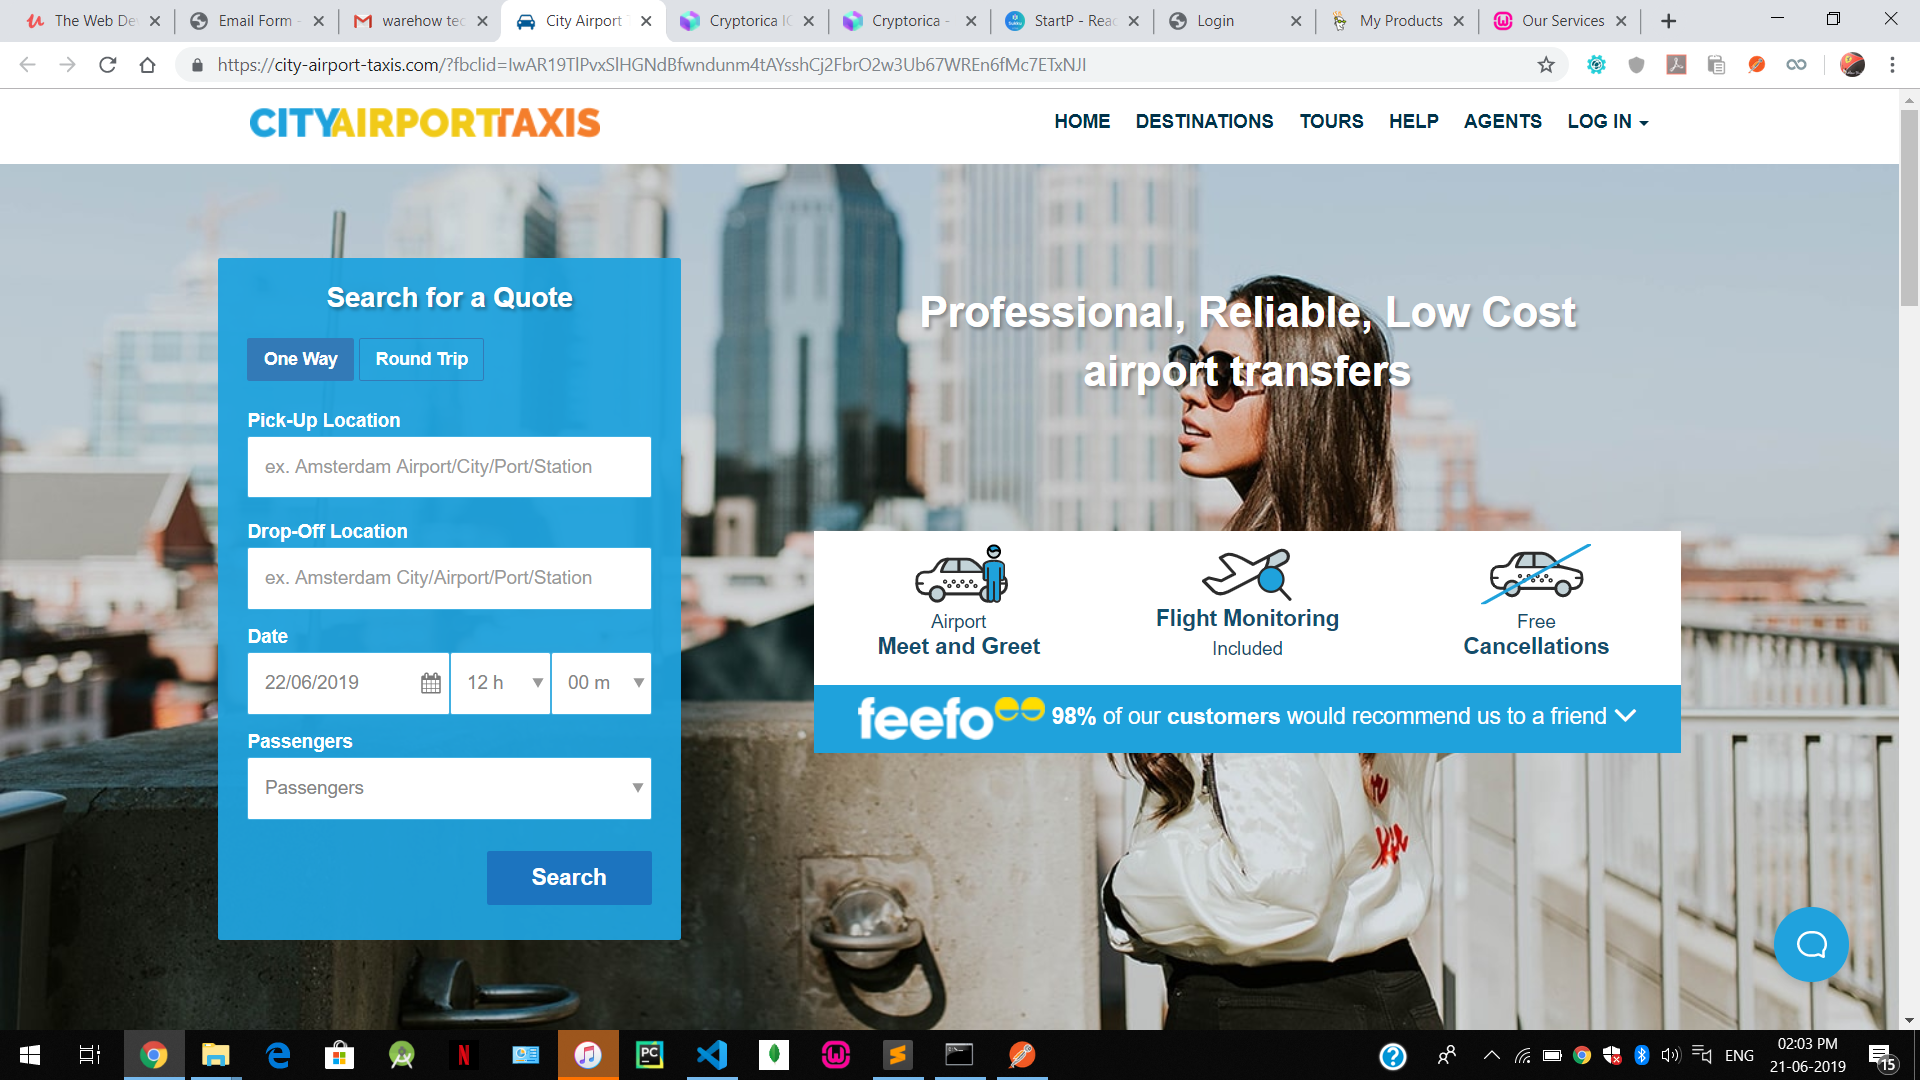 The Web De
Email Form -
warehow tec
City Airport T
Cryptorica IC
Cryptorica -
StartP - Reac
Login
My Products
Our Services
https://city-airport-taxis.com/?fbclid=IwAR19TlPvxSlHGNdBfwndunm4tAYsshCj2FbrO2w3Ub67WREn6fMc7ETxNJI
CITYAIRPORTTAXIS
HOME
DESTINATIONS
TOURS
HELP
AGENTS
LOG IN
Search for a Quote
One Way
Round Trip
Pick-Up Location
ex. Amsterdam Airport/City/Port/Station
Drop-Off Location
ex. Amsterdam City/Airport/Port/Station
Date
22/06/2019
12 h
00 m
Passengers
Passengers
Search
Professional, Reliable, Low Cost
airport transfers
Airport
Meet and Greet
Flight Monitoring
Included
Free
Cancellations
feefo 98% of our customers would recommend us to a friend
ENG
02:03 PM
21-06-2019
15